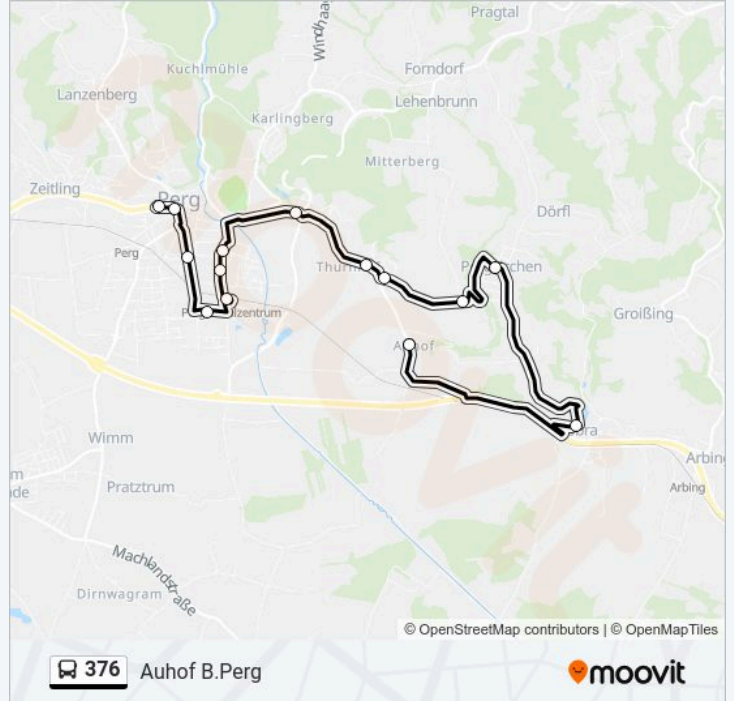 Pragtal
Windhaa
Kuchlmühle
Forndorf
Lanzenberg
Lehenbrunn
Karlingberg
Mitterberg
Zeitling
Perg
Dörfl
Perg
Groißing
Wimm
Arbing
Pratztrum
Arbing
Machlandstraße
Dirnwagram
© OpenStreetMap contributors | © OpenMapTiles
376 Auhof B.Perg
moovit